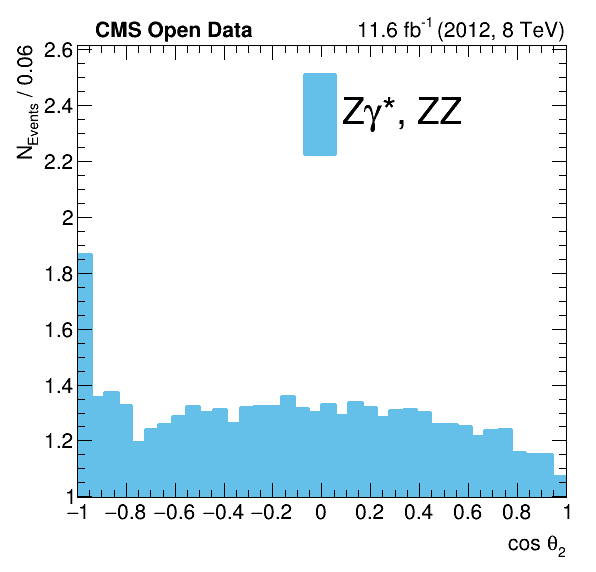 CMS Open Data 11.6 fb⁻¹ (2012, 8 TeV)
N_Events / 0.06
2.6
2.4
2.2
2
1.8
1.6
1.4
1.2
1
Zγ*, ZZ
−1 −0.8 −0.6 −0.4 −0.2 0 0.2 0.4 0.6 0.8 1
cos θ₂